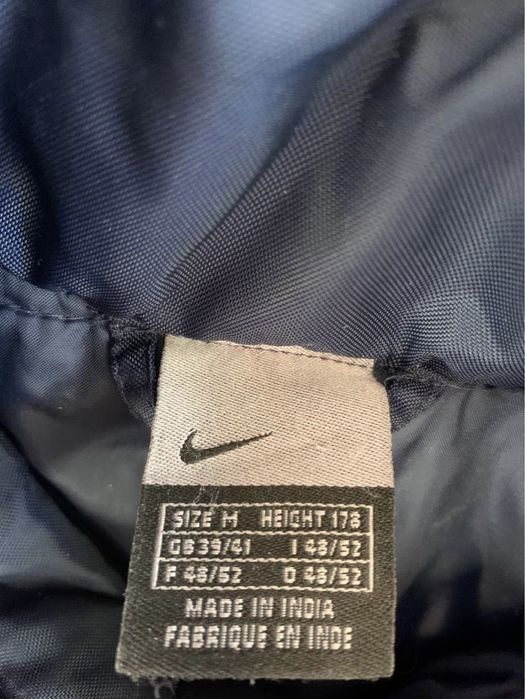 SIZE M HEIGHT 178
GB 39/41 I 48/52
F 48/52 D 48/52
MADE IN INDIA
FABRIQUE EN INDE